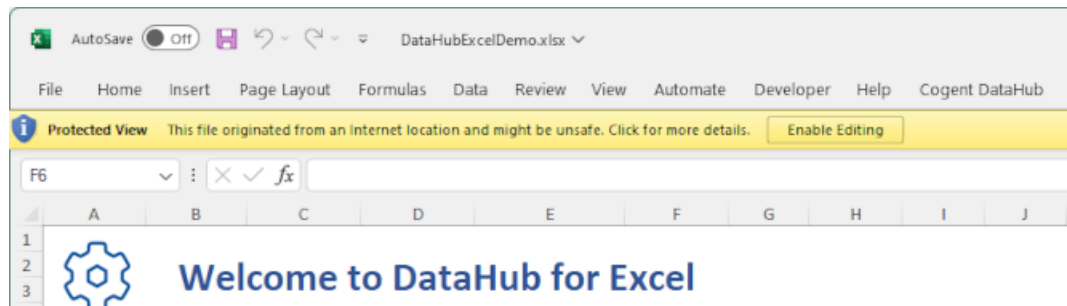 AutoSave Off DataHubExcelDemo.xlsx
File Home Insert Page Layout Formulas Data Review View Automate Developer Help Cogent DataHub
Protected View This file originated from an Internet location and might be unsafe. Click for more details. Enable Editing
F6 fx
A B C D E F G H I J
1
2
3
Welcome to DataHub for Excel